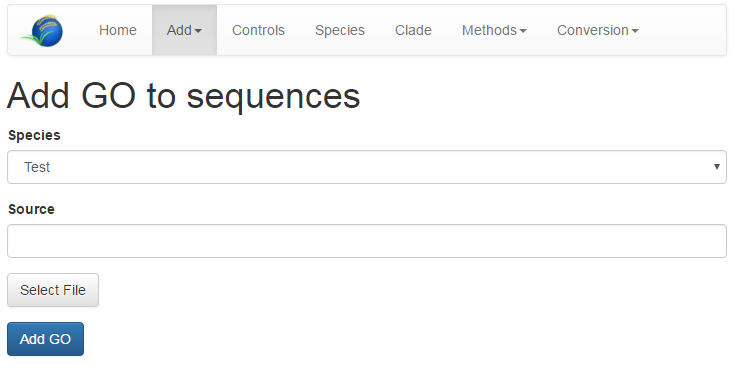 Home Add Controls Species Clade Methods Conversion
Add GO to sequences
Species
Test
Source
Select File
Add GO